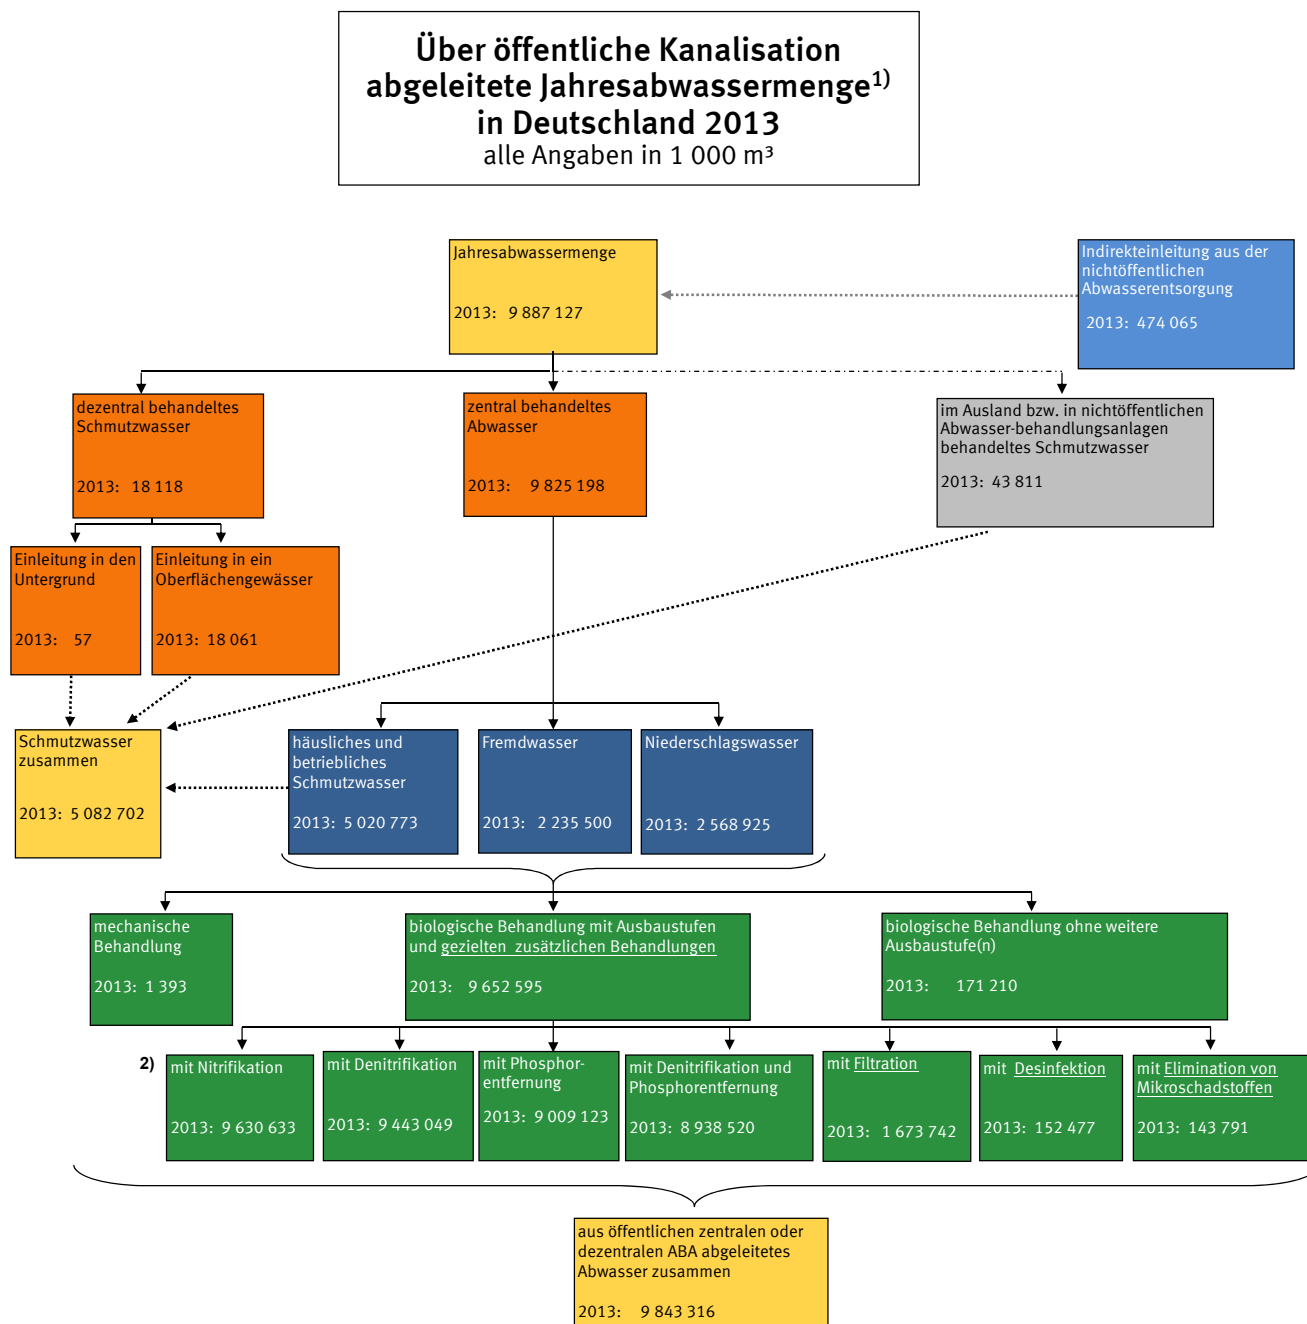 Über öffentliche Kanalisation
abgeleitete Jahresabwassermenge1)
in Deutschland 2013
alle Angaben in 1 000 m³
Jahresabwassermenge
2013: 9 887 127
Indirekteinleitung aus der
nichtöffentlichen
Abwasserentsorgung
2013: 474 065
dezentral behandeltes
Schmutzwasser
2013: 18 118
zentral behandeltes
Abwasser
2013: 9 825 198
im Ausland bzw. in nichtöffentlichen
Abwasser-behandlungsanlagen
behandeltes Schmutzwasser
2013: 43 811
Einleitung in den
Untergrund
2013: 57
Einleitung in ein
Oberflächengewässer
2013: 18 061
Schmutzwasser
zusammen
2013: 5 082 702
häusliches und
betriebliches
Schmutzwasser
2013: 5 020 773
Fremdwasser
2013: 2 235 500
Niederschlagswasser
2013: 2 568 925
mechanische
Behandlung
2013: 1 393
biologische Behandlung mit Ausbaustufen
und gezielten zusätzlichen Behandlungen
2013: 9 652 595
biologische Behandlung ohne weitere
Ausbaustufe(n)
2013: 171 210
2)
mit Nitrifikation
2013: 9 630 633
mit Denitrifikation
2013: 9 443 049
mit Phosphor-
entfernung
2013: 9 009 123
mit Denitrifikation und
Phosphorentfernung
2013: 8 938 520
mit Filtration
2013: 1 673 742
mit Desinfektion
2013: 152 477
mit Elimination von
Mikroschadstoffen
2013: 143 791
aus öffentlichen zentralen oder
dezentralen ABA abgeleitetes
Abwasser zusammen
2013: 9 843 316